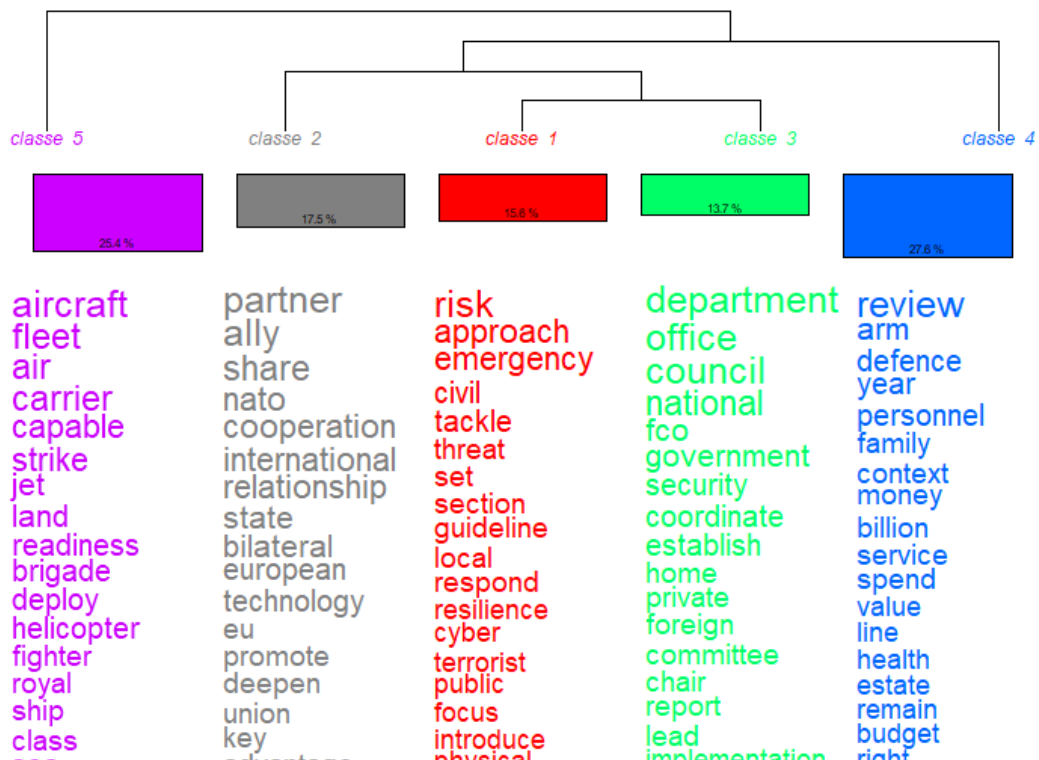 classe 5 classe 2 classe 1 classe 3 classe 4
25.4 % 17.5 % 15.8 % 13.7 % 27.6 %
aircraft partner risk department review
fleet ally approach office arm
air share emergency council defence
carrier nato civil national year
capable cooperation tackle fco personnel
strike international threat government family
jet relationship set security context
land state section coordinate money
readiness bilateral guideline establish billion
brigade european local home service
deploy technology respond private spend
helicopter eu resilience foreign value
fighter promote cyber committee line
royal deepen terrorist chair health
ship union public report estate
class key focus lead remain
introduce implementation budget
physical right